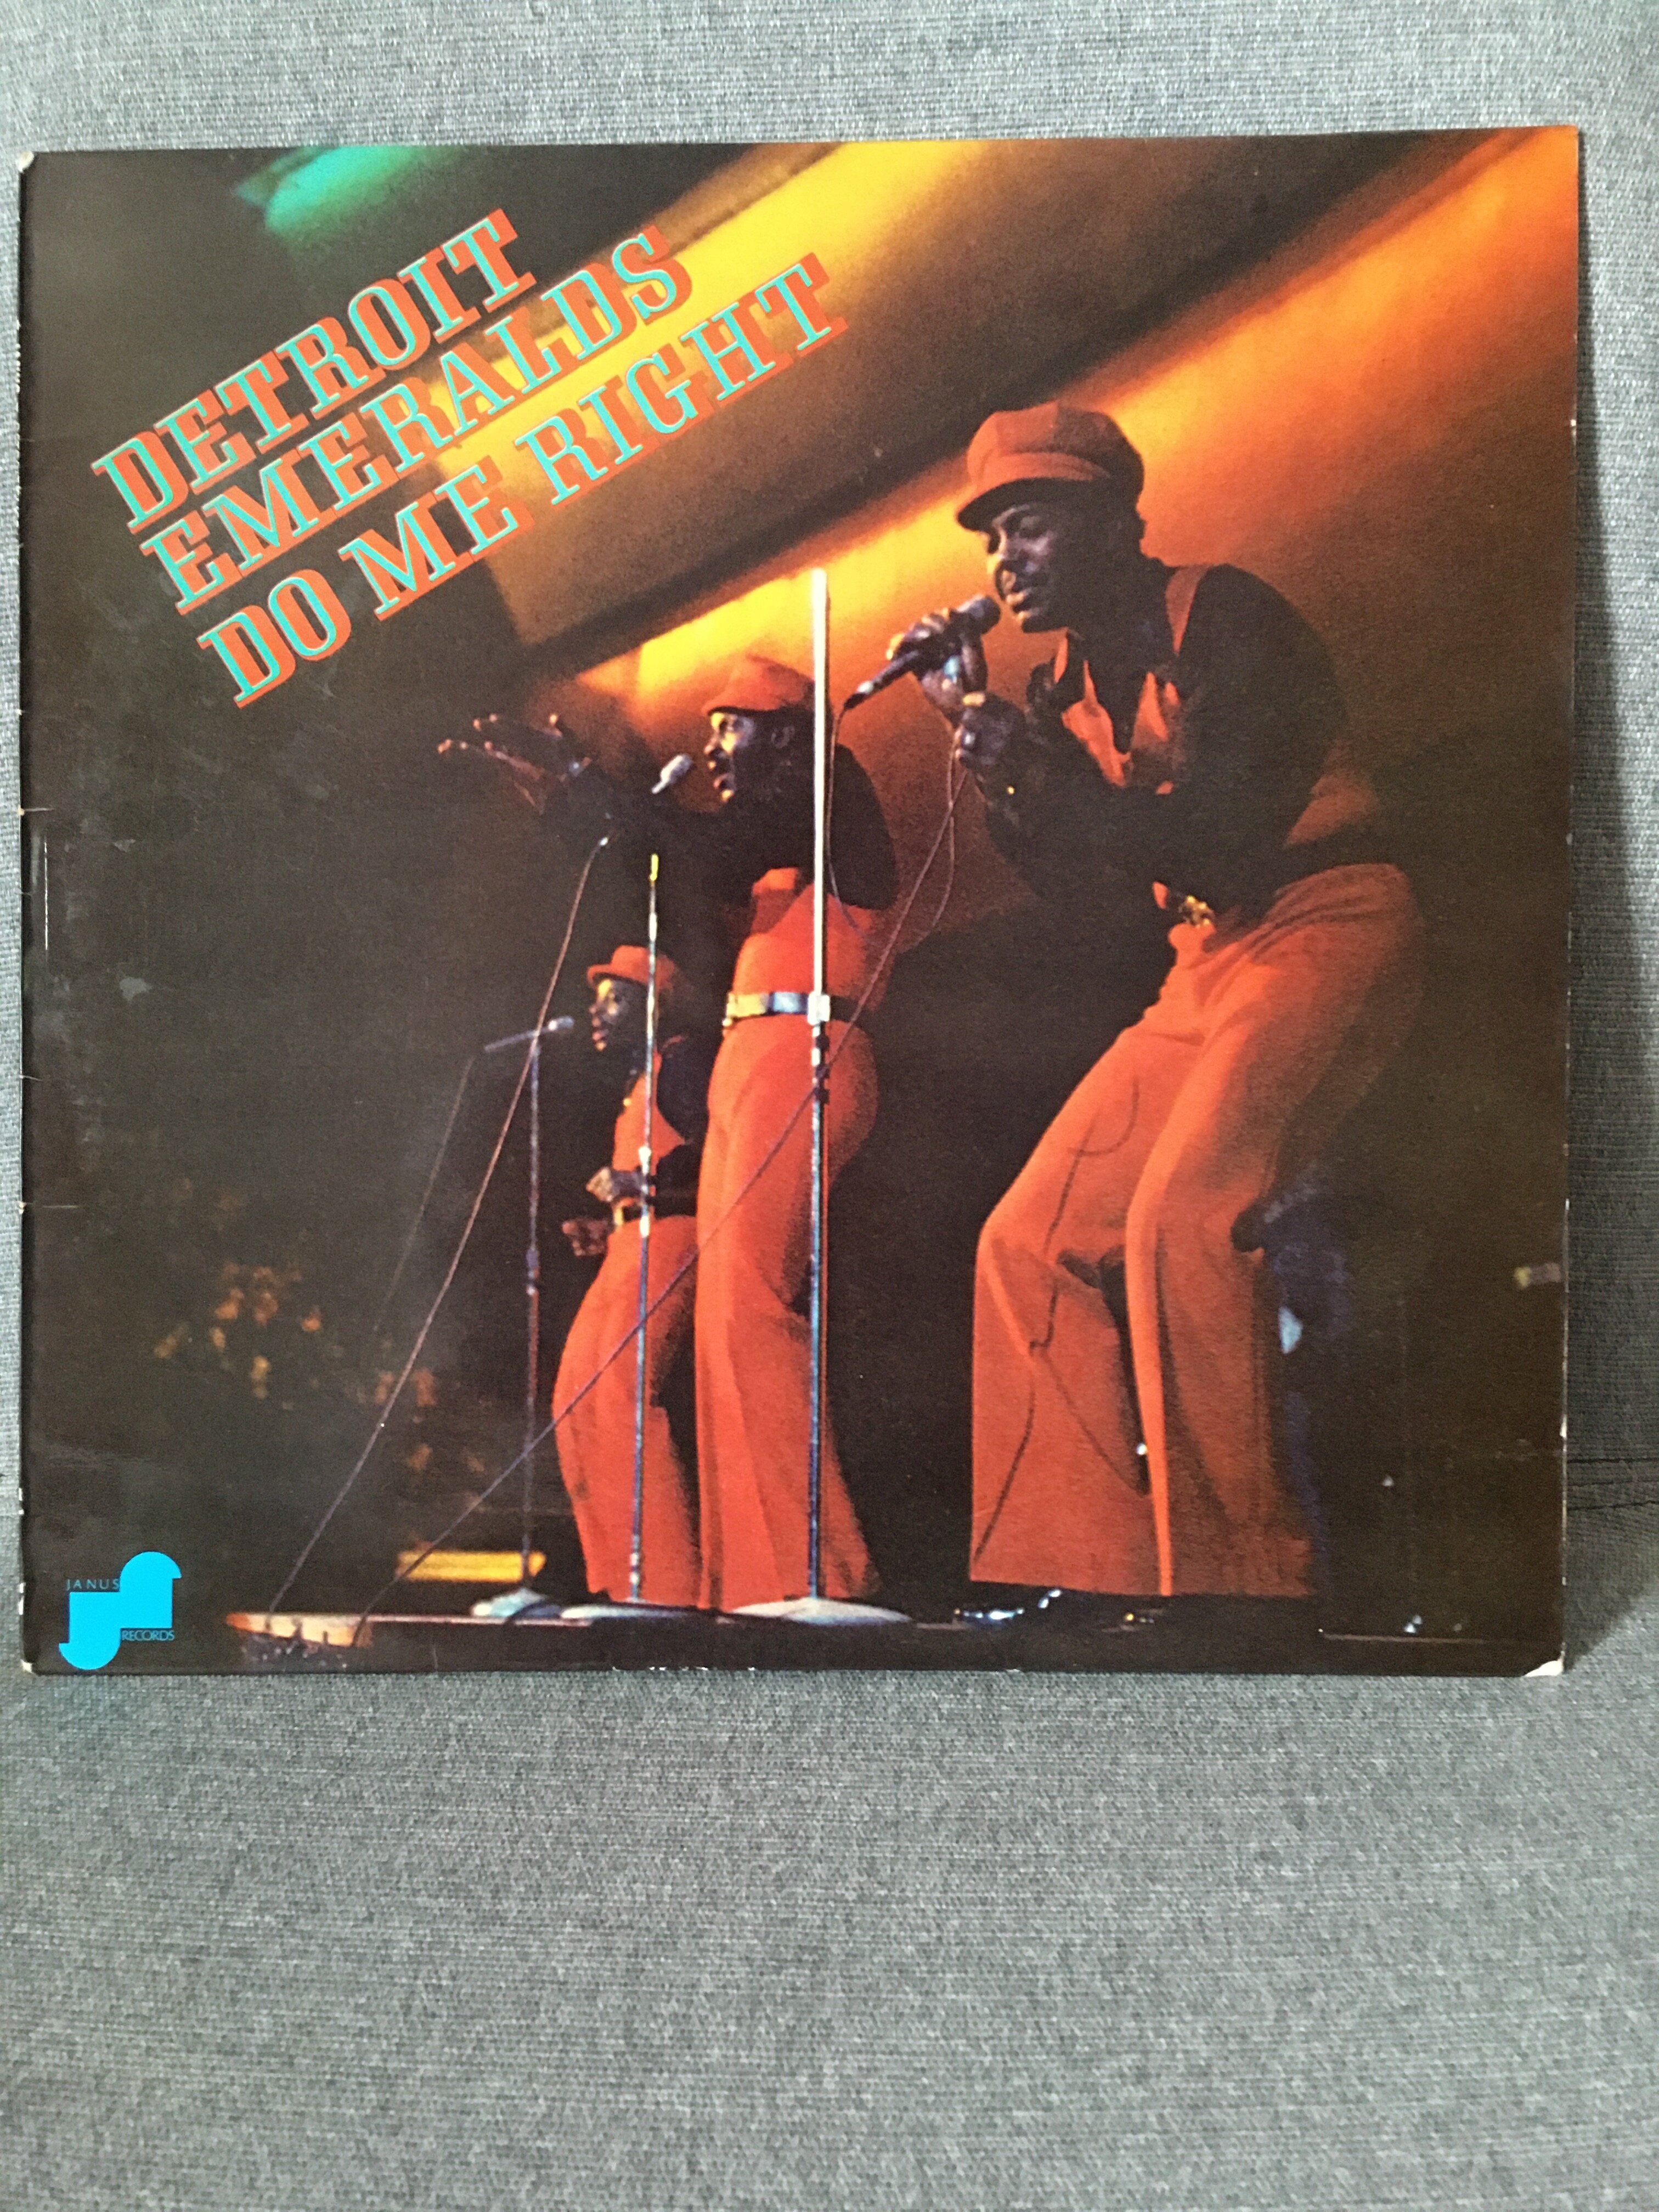 DETROIT
EMERALDS
DO ME RIGHT
JANUS
RECORDS